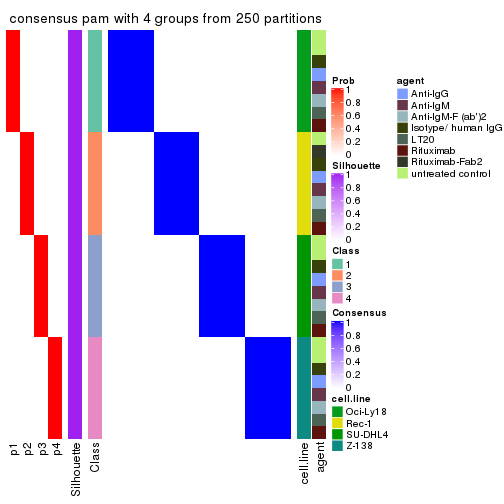 consensus pam with 4 groups from 250 partitions
p1
p2
p3
p4
Silhouette
Class
cell.line
agent
Prob
1
0.8
0.6
0.4
0.2
0
Silhouette
1
0.8
0.6
0.4
0.2
0
Class
1
2
3
4
Consensus
1
0.8
0.6
0.4
0.2
0
cell.line
Oci-Ly18
Rec-1
SU-DHL4
Z-138
agent
Anti-IgG
Anti-IgM
Anti-IgM-F (ab')2
Isotype/ human IgG
LT20
Rituximab
Rituximab-Fab2
untreated control